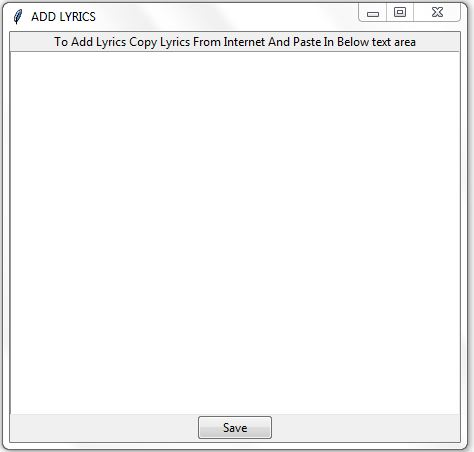 ADD LYRICS
To Add Lyrics Copy Lyrics From Internet And Paste In Below text area
Save